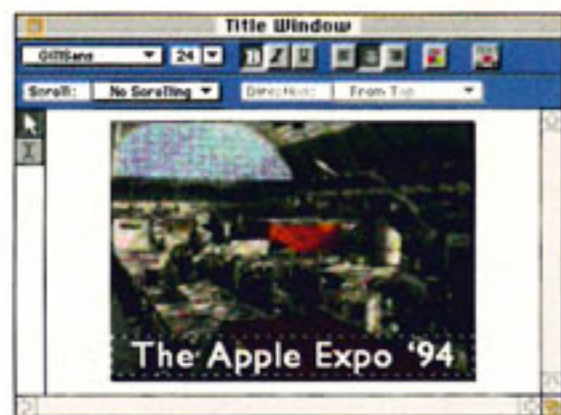 Title Window
GillSans 24 B I U
Scroll: No Scrolling Direction: From Top
The Apple Expo ‘94